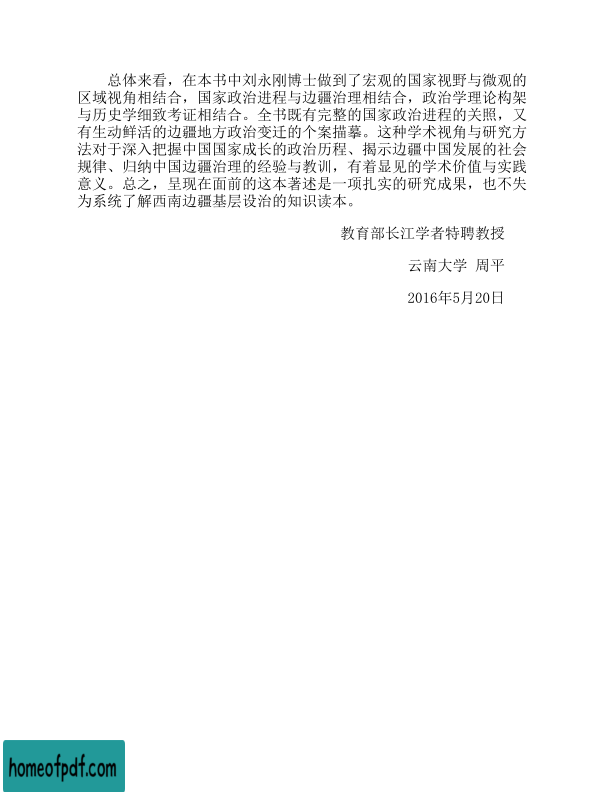 总体来看，在本书中刘永刚博士做到了宏观的国家视野与微观的
区域视角相结合，国家政治进程与边疆治理相结合，政治学理论构架
与历史学细致考证相结合。全书既有完整的国家政治进程的关照，又
有生动鲜活的边疆地方政治变迁的个案描摹。这种学术视角与研究方
法对于深入把握中国国家成长的政治历程、揭示边疆中国发展的社会
规律、归纳中国边疆治理的经验与教训，有着显见的学术价值与实践
意义。总之，呈现在面前的这本著述是一项扎实的研究成果，也不失
为系统了解西南边疆基层设治的知识读本。
教育部长江学者特聘教授
云南大学 周平
2016年5月20日
homeofpdf.com